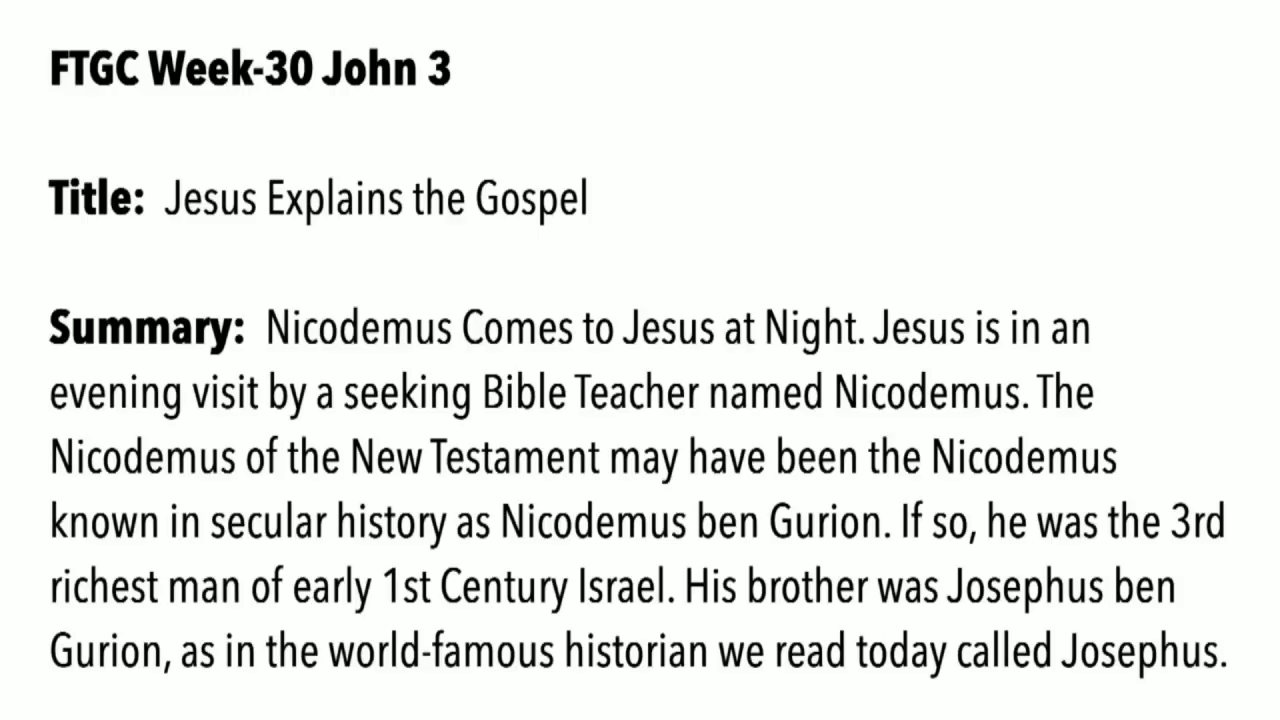 FTGC Week-30 John 3
Title: Jesus Explains the Gospel
Summary: Nicodemus Comes to Jesus at Night. Jesus is in an
evening visit by a seeking Bible Teacher named Nicodemus. The
Nicodemus of the New Testament may have been the Nicodemus
known in secular history as Nicodemus ben Gurion. If so, he was the 3rd
richest man of early 1st Century Israel. His brother was Josephus ben
Gurion, as in the world-famous historian we read today called Josephus.